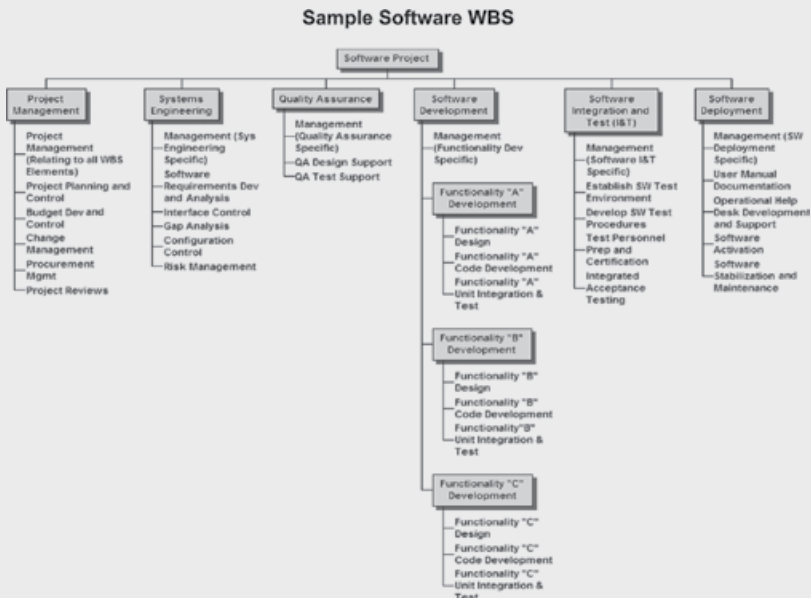 Sample Software WBS
Software Project
Project
Management
Project
Management
(Relating to all WBS
Elements)
Project Planning and
Control
Budget Dev and
Control
Change
Management
Procurement
Mgmt
Project Reviews
Systems
Engineering
Management (Sys
Engineering
Specific)
Software
Requirements Dev
and Analysis
Interface Control
Gap Analysis
Configuration
Control
Risk Management
Quality Assurance
Management
(Quality Assurance
Specific)
QA Design Support
QA Test Support
Software
Development
Management
(Functionality Dev
Specific)
Functionality "A"
Development
Functionality "A"
Design
Functionality "A"
Code Development
Functionality "A"
Unit Integration &
Test
Functionality "B"
Development
Functionality "B"
Design
Functionality "B"
Code Development
Functionality"B"
Unit Integration &
Test
Functionality "C"
Development
Functionality "C"
Design
Functionality "C"
Code Development
Functionality "C"
Unit Integration &
Test
Software
Integration and
Test (I&T)
Management
(Software I&T
Specific)
Establish SW Test
Environment
Develop SW Test
Procedures
Test Personnel
Prep and
Certification
Integrated
Acceptance
Testing
Software
Deployment
Management (SW
Deployment
Specific)
User Manual
Documentation
Operational Help
Desk Development
and Support
Software
Activation
Software
Stabilization and
Maintenance